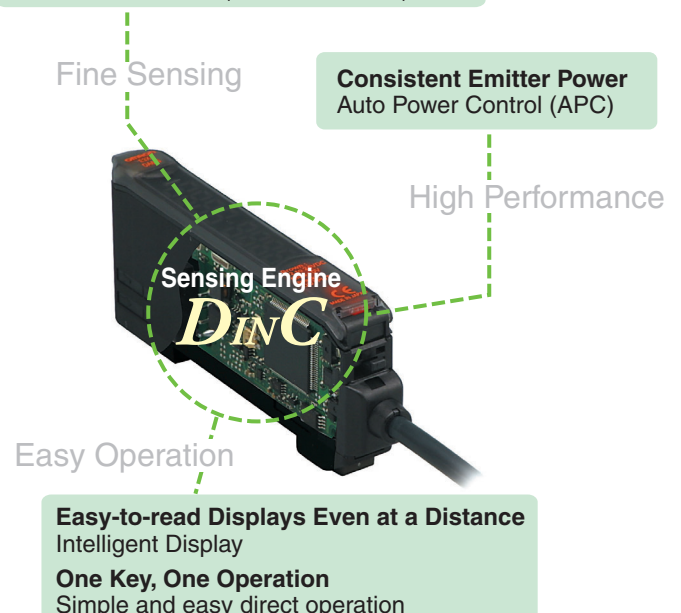 Fine Sensing
Consistent Emitter Power
Auto Power Control (APC)
High Performance
Sensing Engine
DINC
Easy Operation
Easy-to-read Displays Even at a Distance
Intelligent Display
One Key, One Operation
Simple and easy direct operation